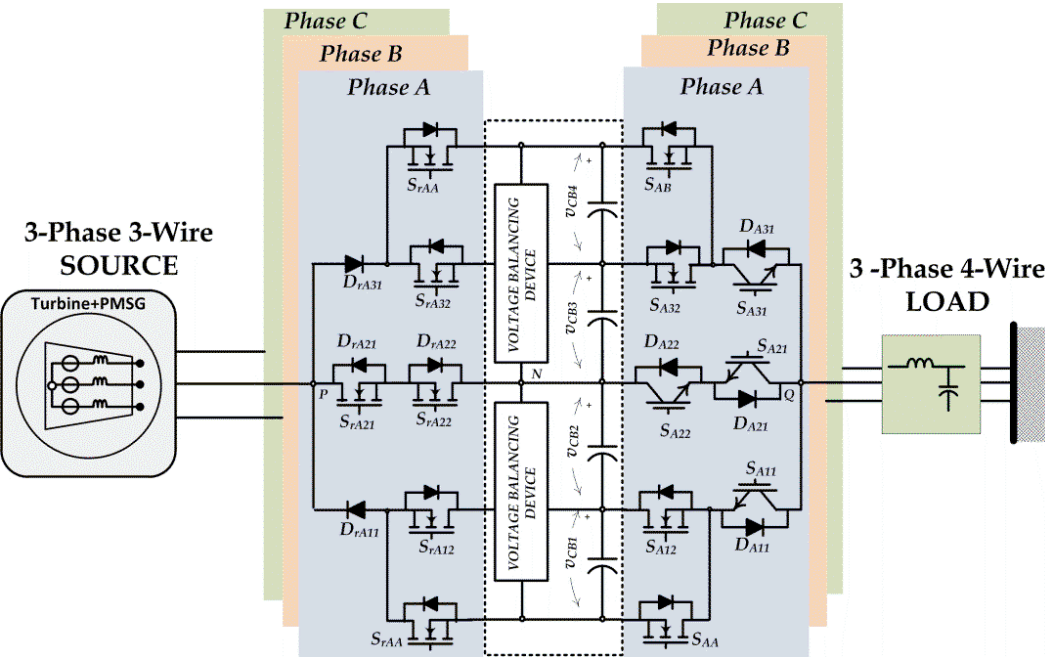 Phase C
Phase B
Phase A
Phase C
Phase B
Phase A
3-Phase 3-Wire
SOURCE
Turbine+PMSG
S_rAA
D_rA31
S_rA32
D_rA21
D_rA22
P
S_rA21
S_rA22
D_rA11
S_rA12
S_rAA
VOLTAGE BALANCING
DEVICE
N
VOLTAGE BALANCING
DEVICE
+
v_CB4
+
v_CB3
+
v_CB2
+
v_CB1
S_AB
D_A31
S_A32
S_A31
D_A22
S_A21
S_A22
D_A21
Q
S_A11
S_A12
D_A11
S_AA
3 -Phase 4-Wire
LOAD